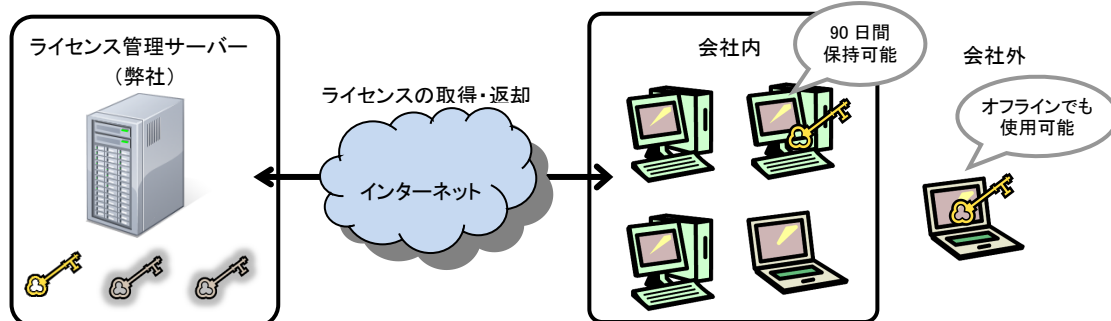 ライセンス管理サーバー
（弊社）
ライセンスの取得・返却
インターネット
会社内
90 日間
保持可能
会社外
オフラインでも
使用可能